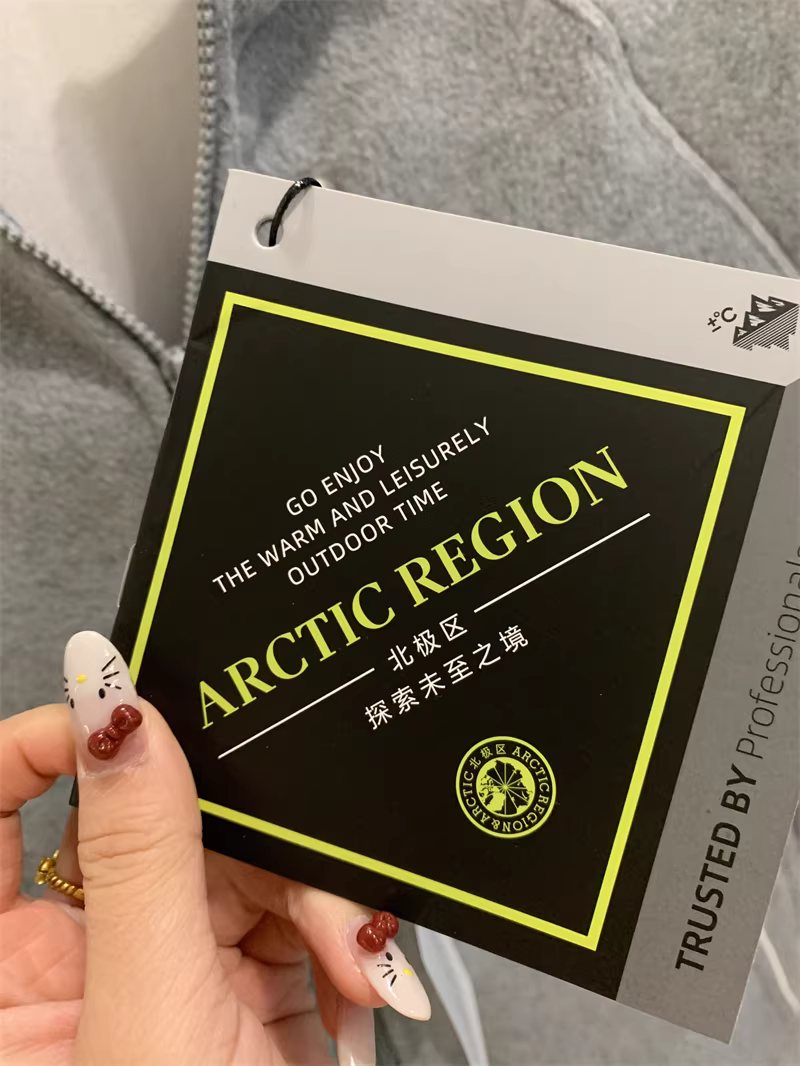 ±°C
GO ENJOY
THE WARM AND LEISURELY
OUTDOOR TIME
ARCTIC REGION
北极区
探索未至之境
北极区 ARCTIC REGION&ARCTIC
TRUSTED BY Professionals